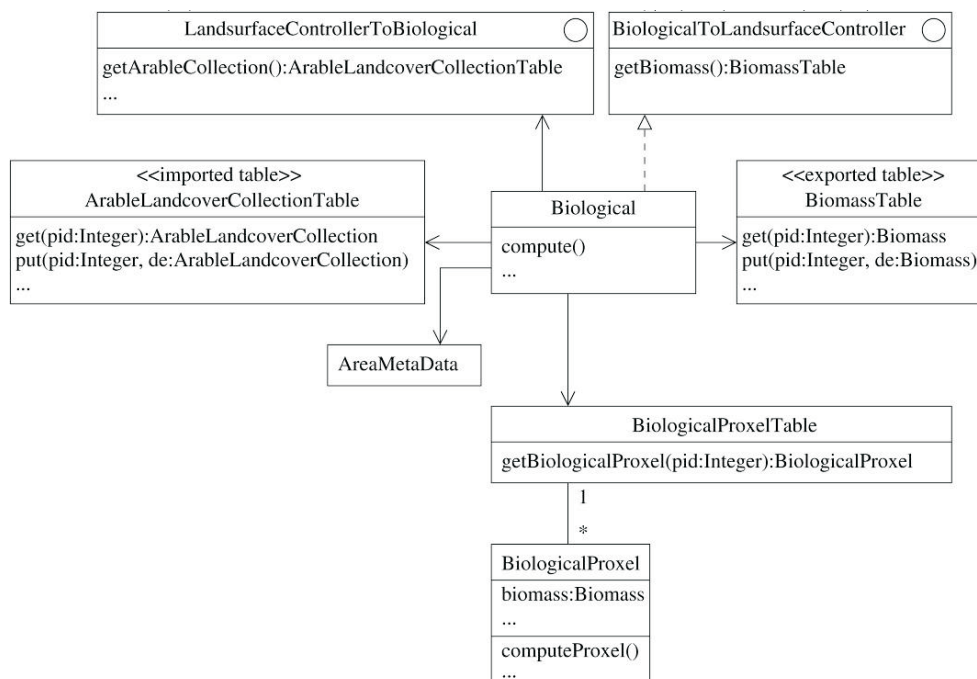 LandsurfaceControllerToBiological
getArableCollection():ArableLandcoverCollectionTable
...
BiologicalToLandsurfaceController
getBiomass():BiomassTable
<<imported table>>
ArableLandcoverCollectionTable
get(pid:Integer):ArableLandcoverCollection
put(pid:Integer, de:ArableLandcoverCollection)
...
Biological
compute()
...
<<exported table>>
BiomassTable
get(pid:Integer):Biomass
put(pid:Integer, de:Biomass)
...
AreaMetaData
BiologicalProxelTable
getBiologicalProxel(pid:Integer):BiologicalProxel
1
*
BiologicalProxel
biomass:Biomass
...
computeProxel()
...